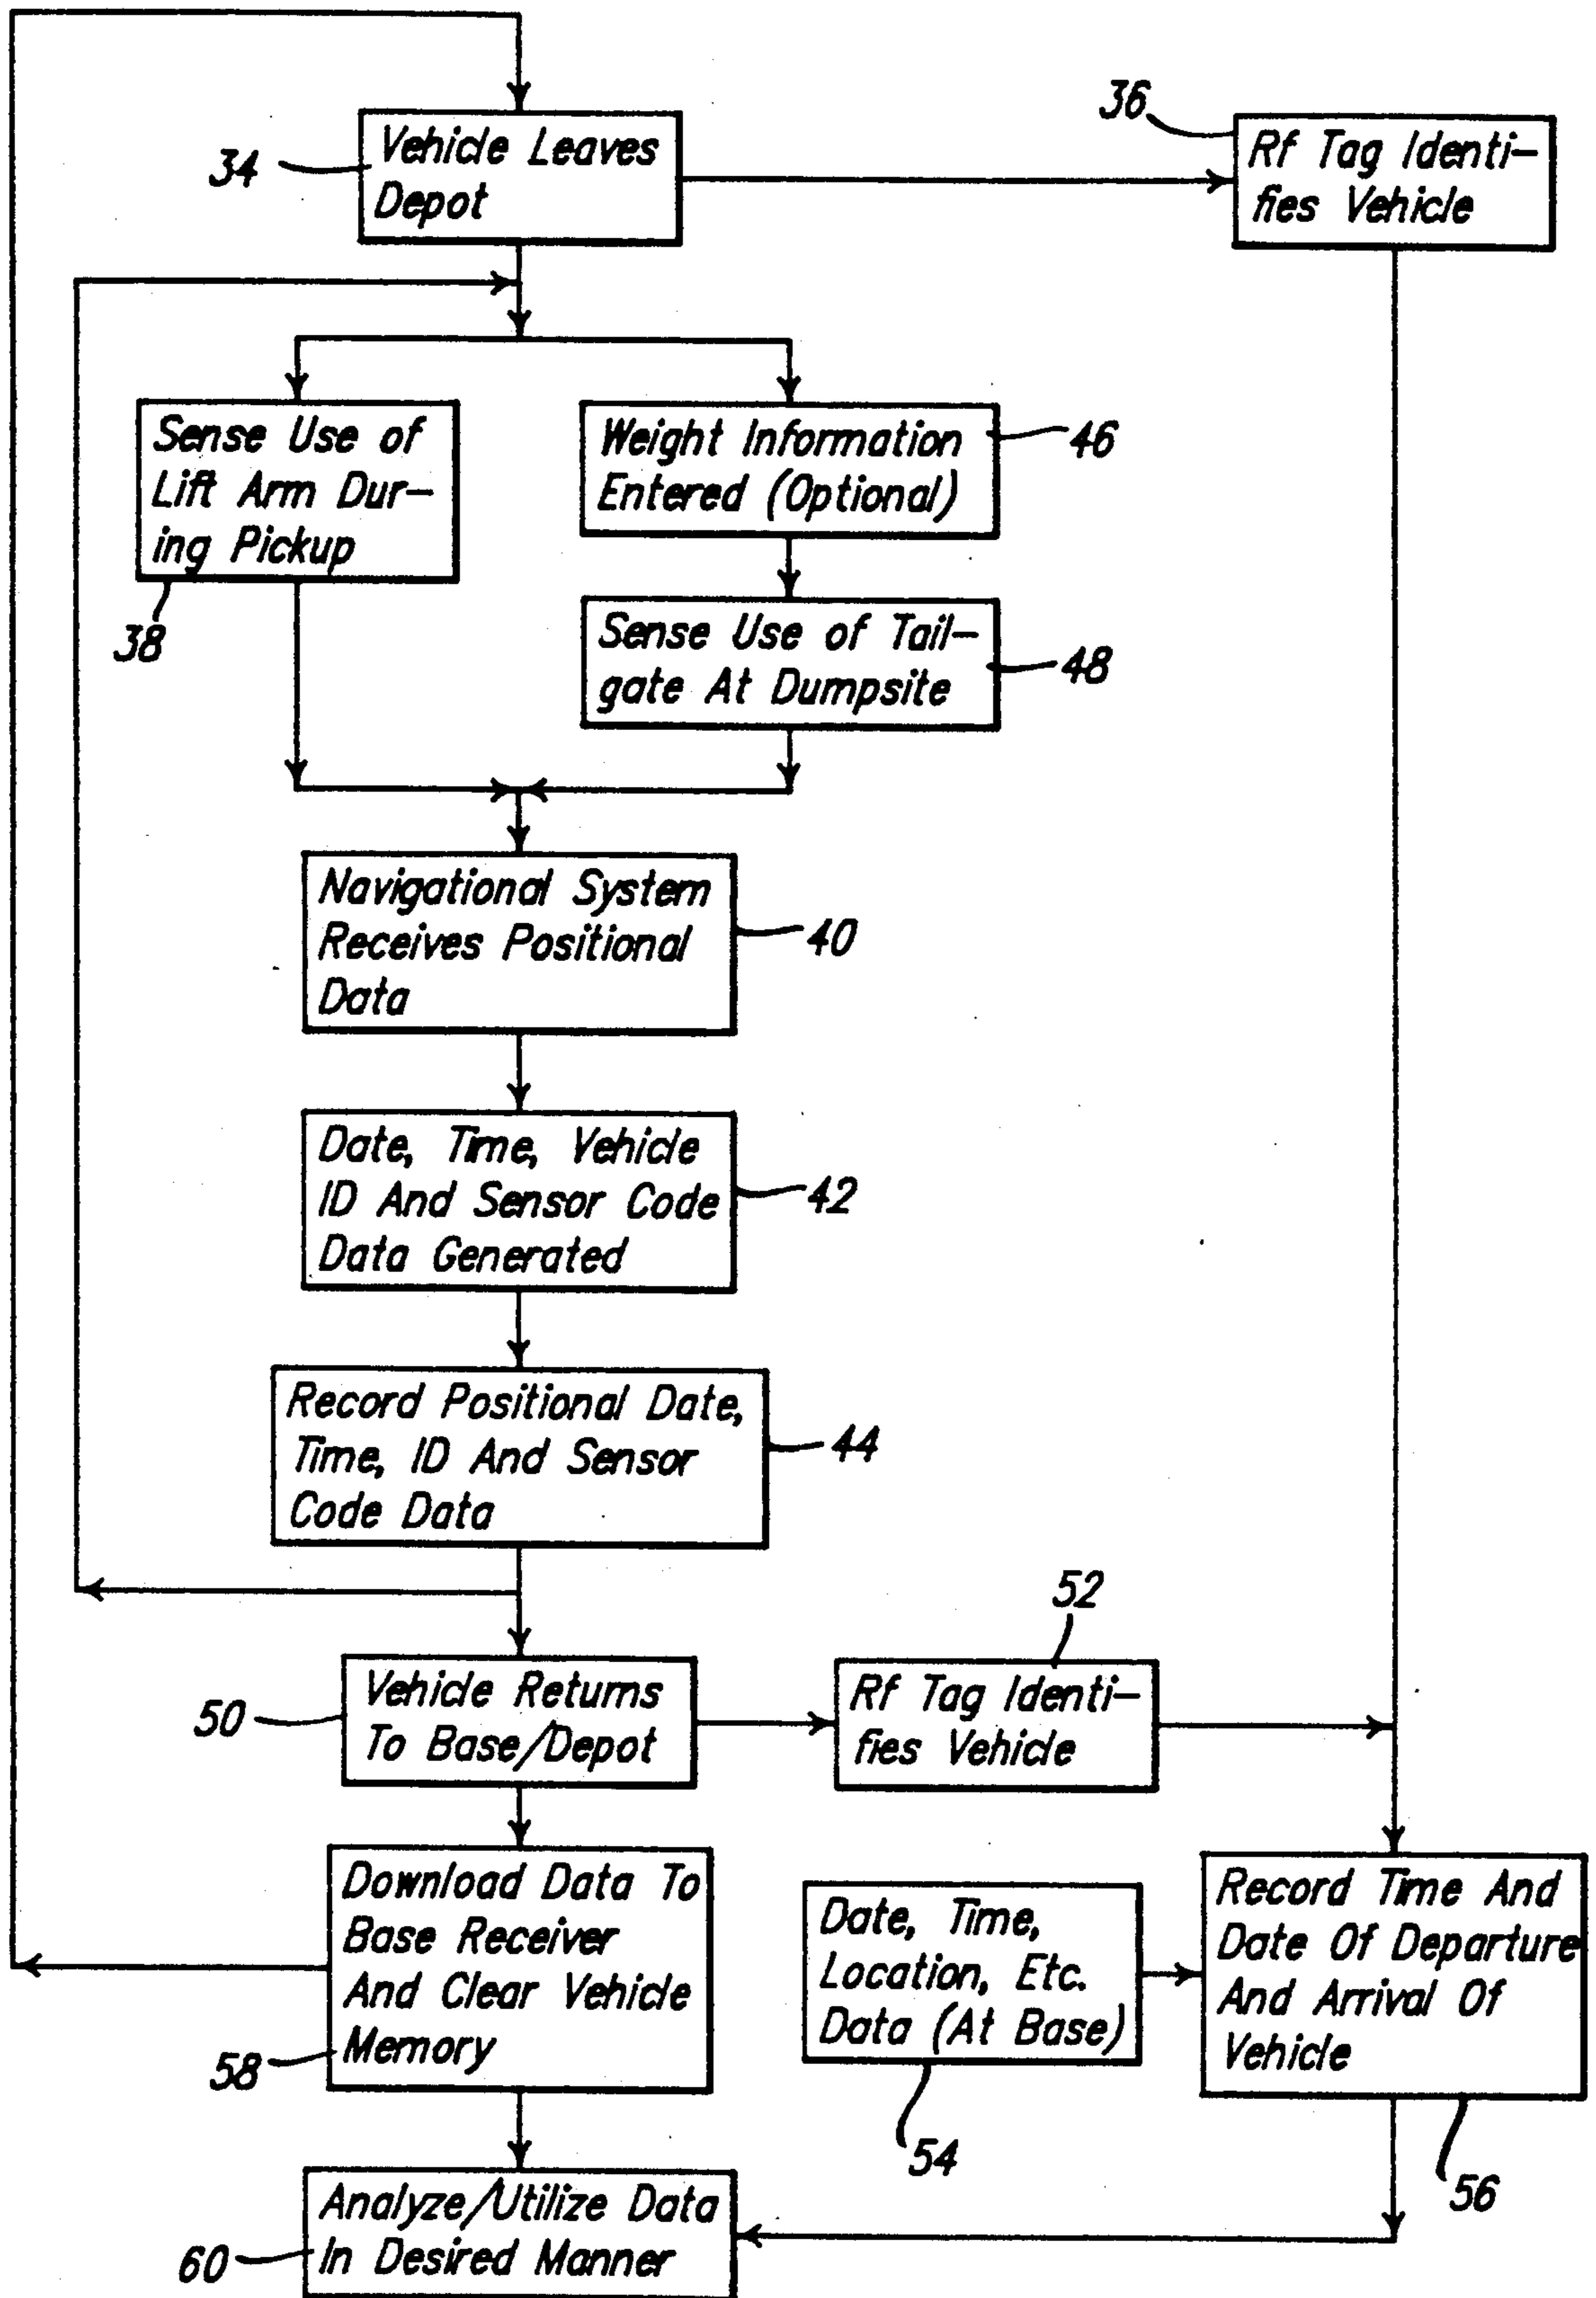 36
Vehicle Leaves
Depot
34
Rf Tag Identi-
fies Vehicle
Sense Use of
Lift Arm Dur-
ing Pickup
38
Weight Information
Entered (Optional)
46
Sense Use of Tail-
gate At Dumpsite
48
Navigational System
Receives Positional
Data
40
Date, Time, Vehicle
ID And Sensor Code
Data Generated
42
Record Positional Date,
Time, ID And Sensor
Code Data
44
52
Vehicle Returns
To Base/Depot
50
Rf Tag Identi-
fies Vehicle
Download Data To
Base Receiver
And Clear Vehicle
Memory
58
Date, Time,
Location, Etc.
Data (At Base)
54
Record Time And
Date Of Departure
And Arrival Of
Vehicle
56
Analyze/Utilize Data
In Desired Manner
60